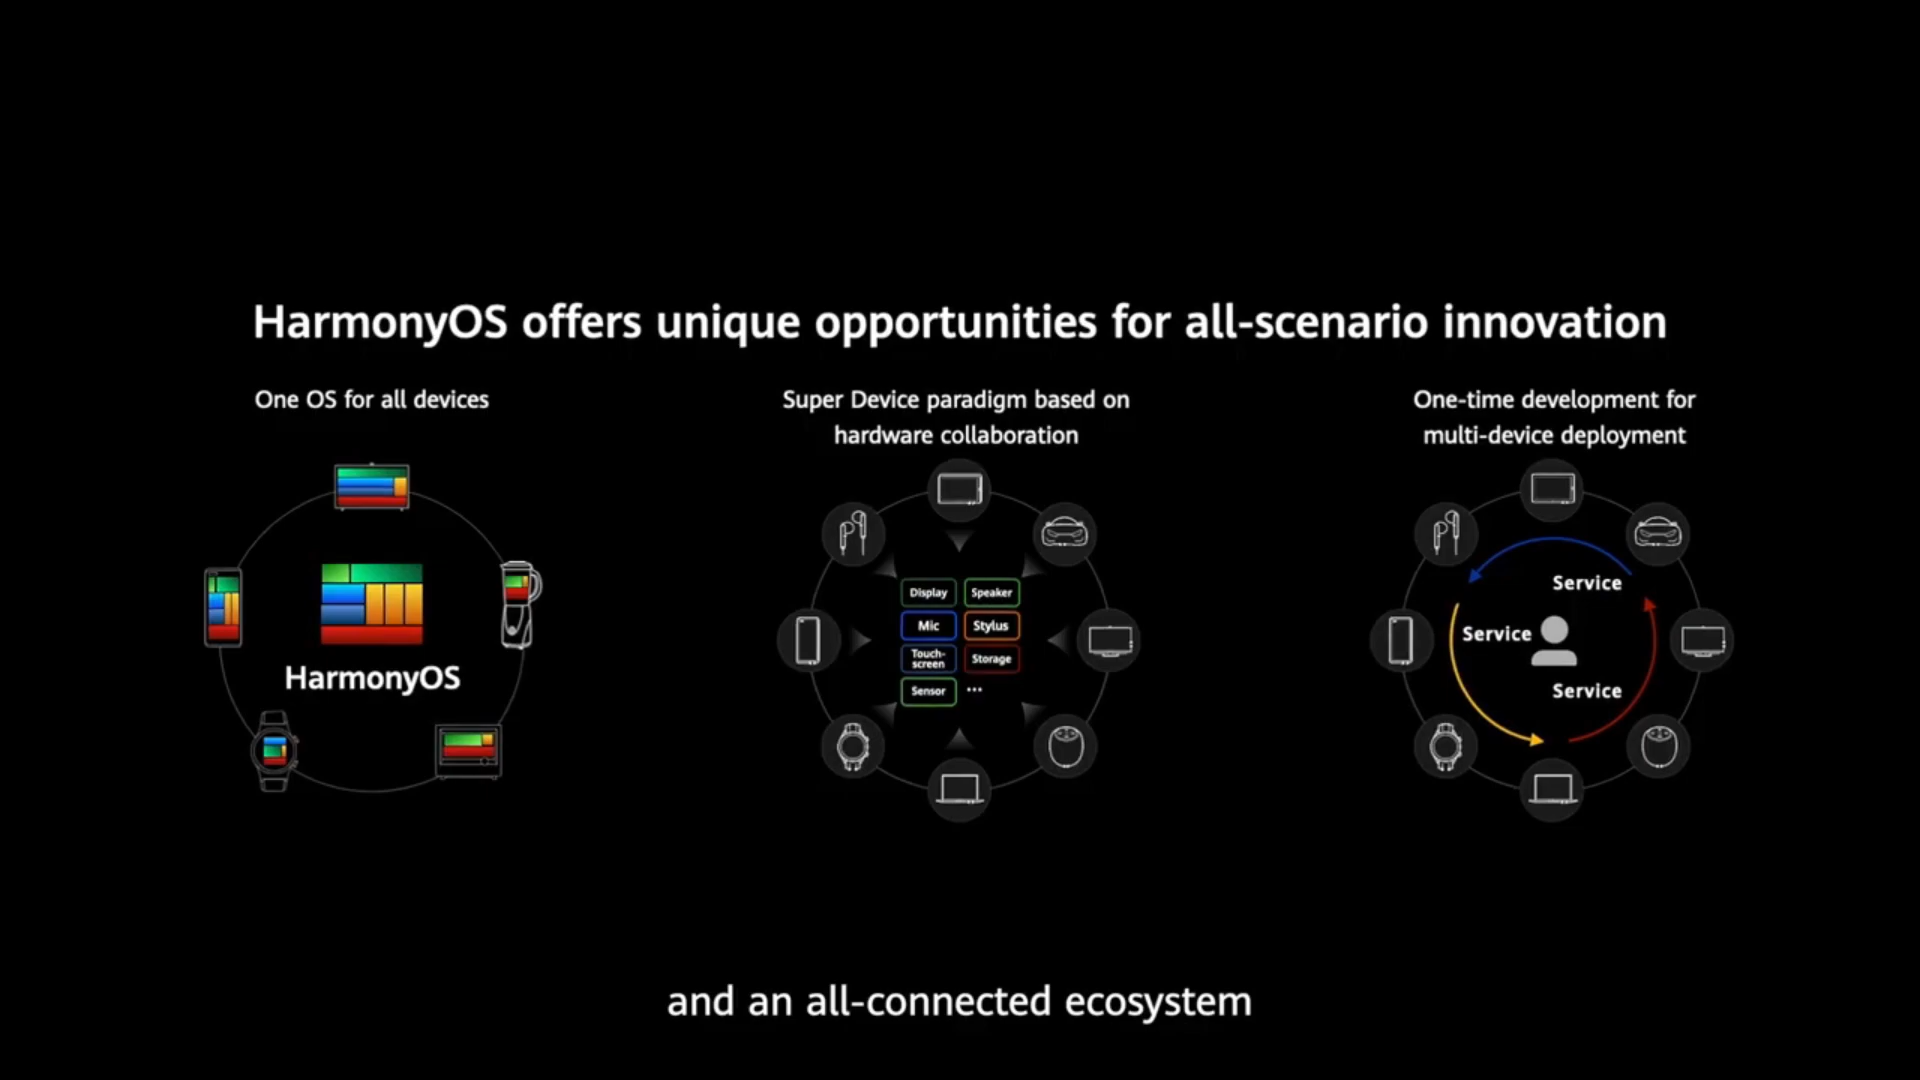 HarmonyOS offers unique opportunities for all-scenario innovation
One OS for all devices
HarmonyOS
Super Device paradigm based on
hardware collaboration
Display
Speaker
Mic
Stylus
Touch-
screen
Storage
Sensor
...
One-time development for
multi-device deployment
Service
Service
Service
and an all-connected ecosystem